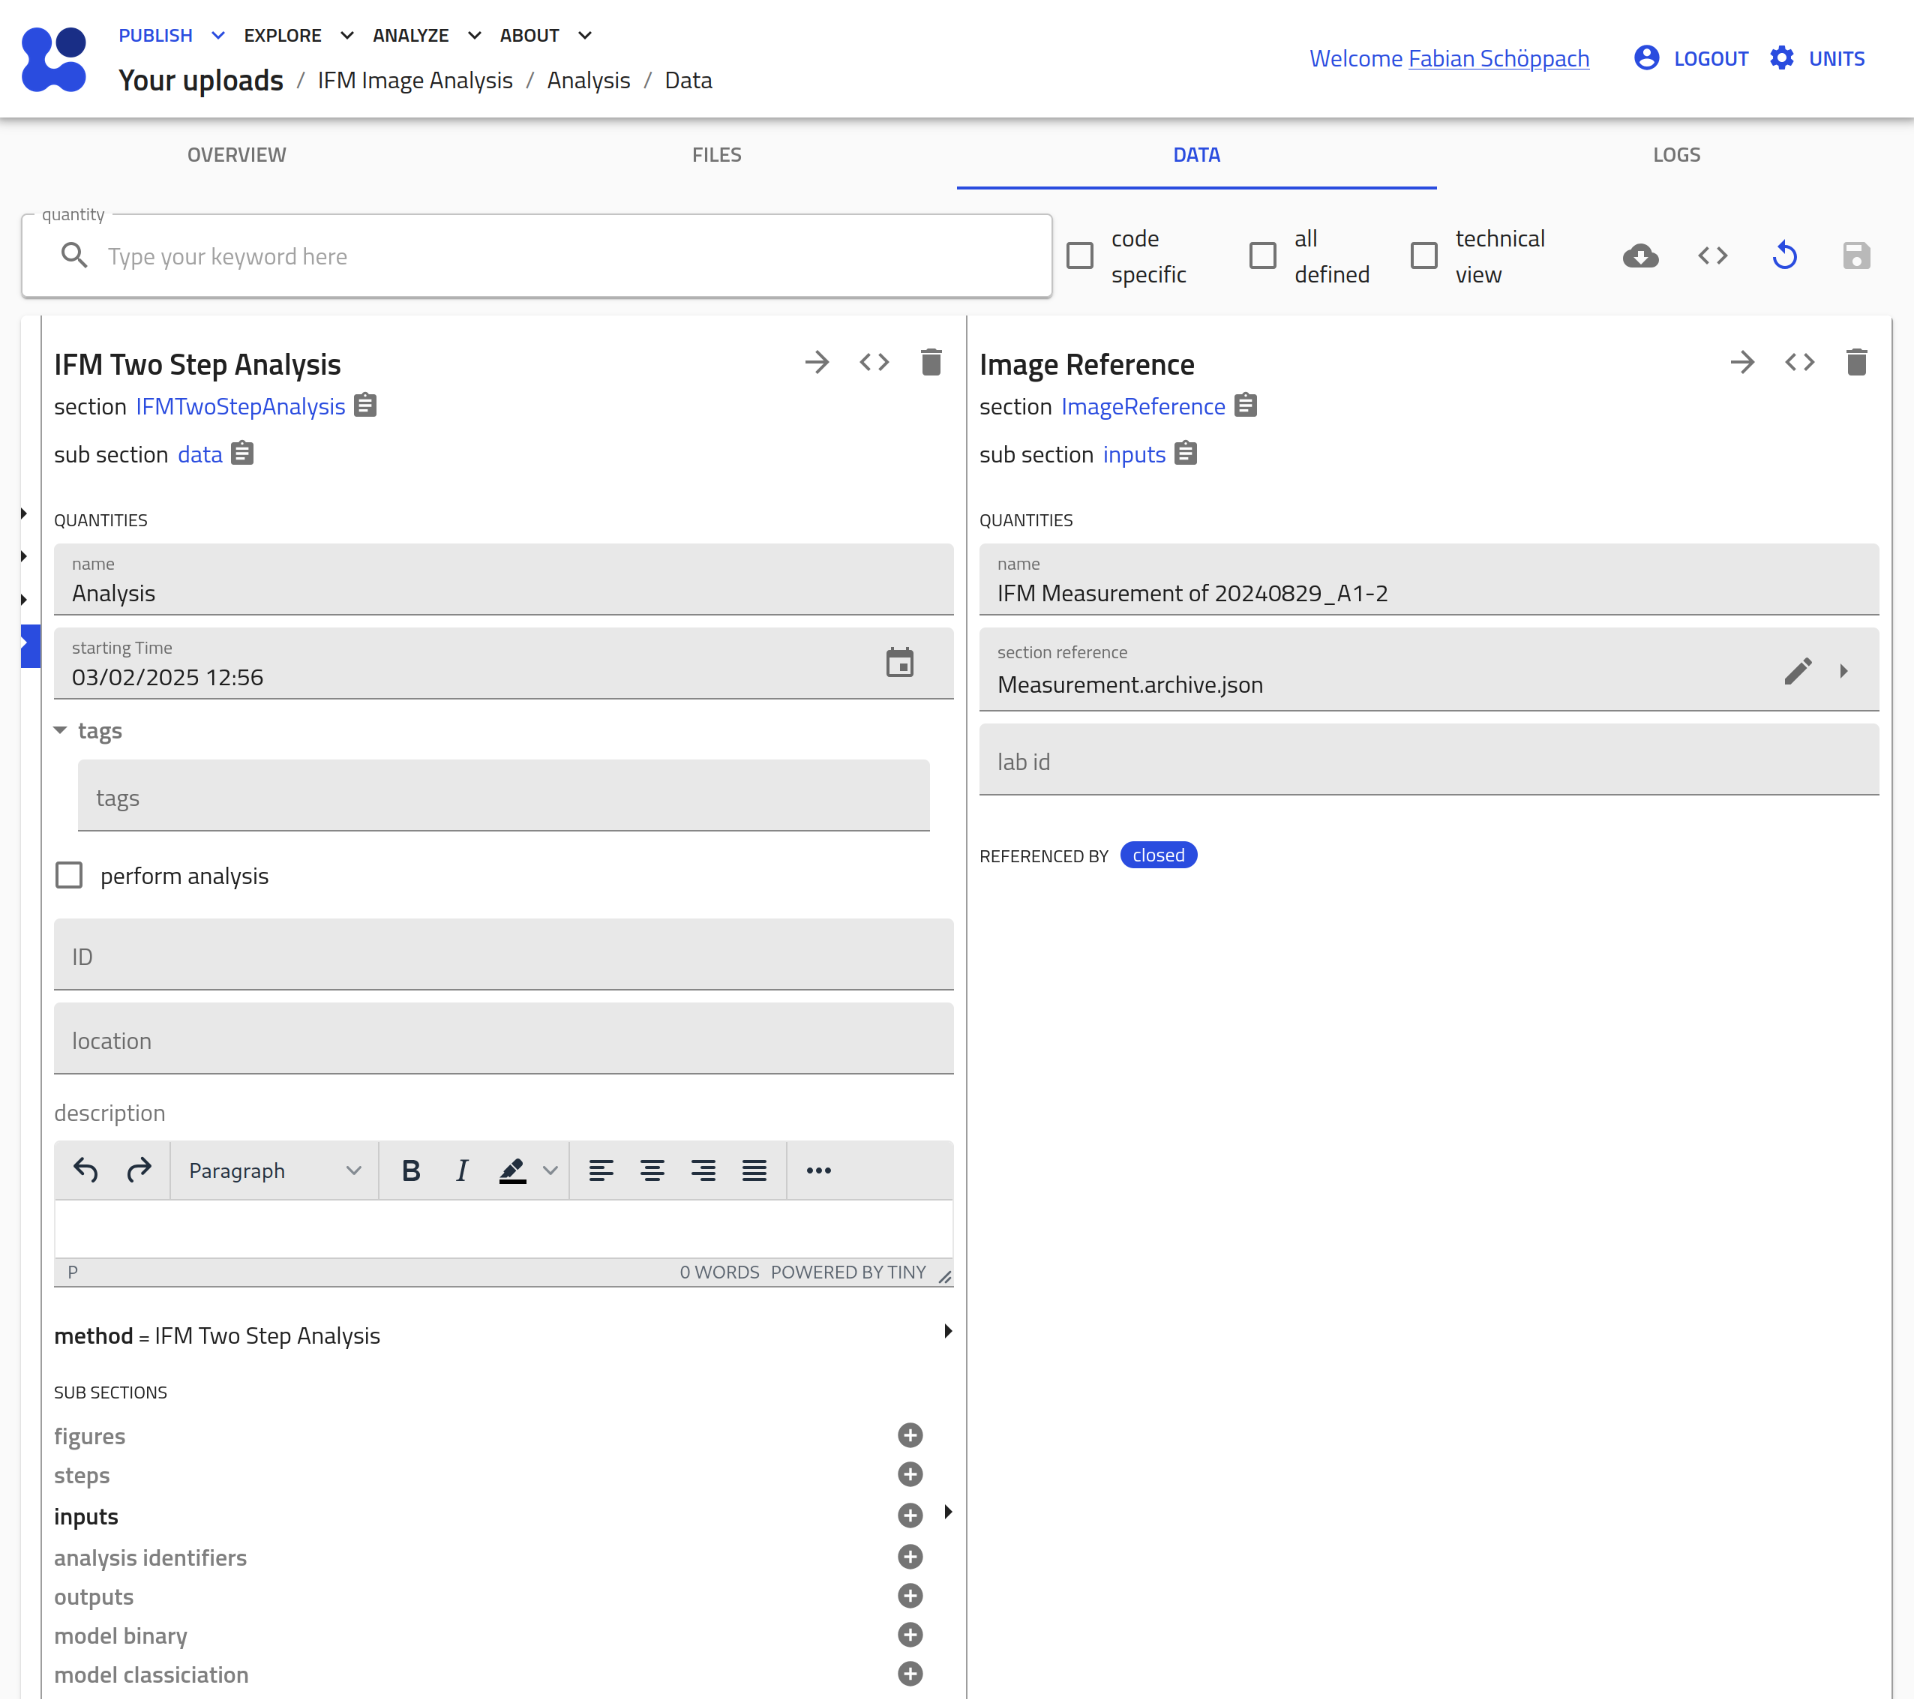 PUBLISH EXPLORE ANALYZE ABOUT
Your uploads / IFM Image Analysis / Analysis / Data
Welcome Fabian Schöppach LOGOUT UNITS
OVERVIEW FILES DATA LOGS
quantity
Type your keyword here
code specific
all defined
technical view
IFM Two Step Analysis
section IFMTwoStepAnalysis
sub section data
QUANTITIES
name
Analysis
starting Time
03/02/2025 12:56
tags
tags
perform analysis
ID
location
description
Paragraph B I
P 0 WORDS POWERED BY TINY
method = IFM Two Step Analysis
SUB SECTIONS
figures
steps
inputs
analysis identifiers
outputs
model binary
model classiciation
Image Reference
section ImageReference
sub section inputs
QUANTITIES
name
IFM Measurement of 20240829_A1-2
section reference
Measurement.archive.json
lab id
REFERENCED BY closed